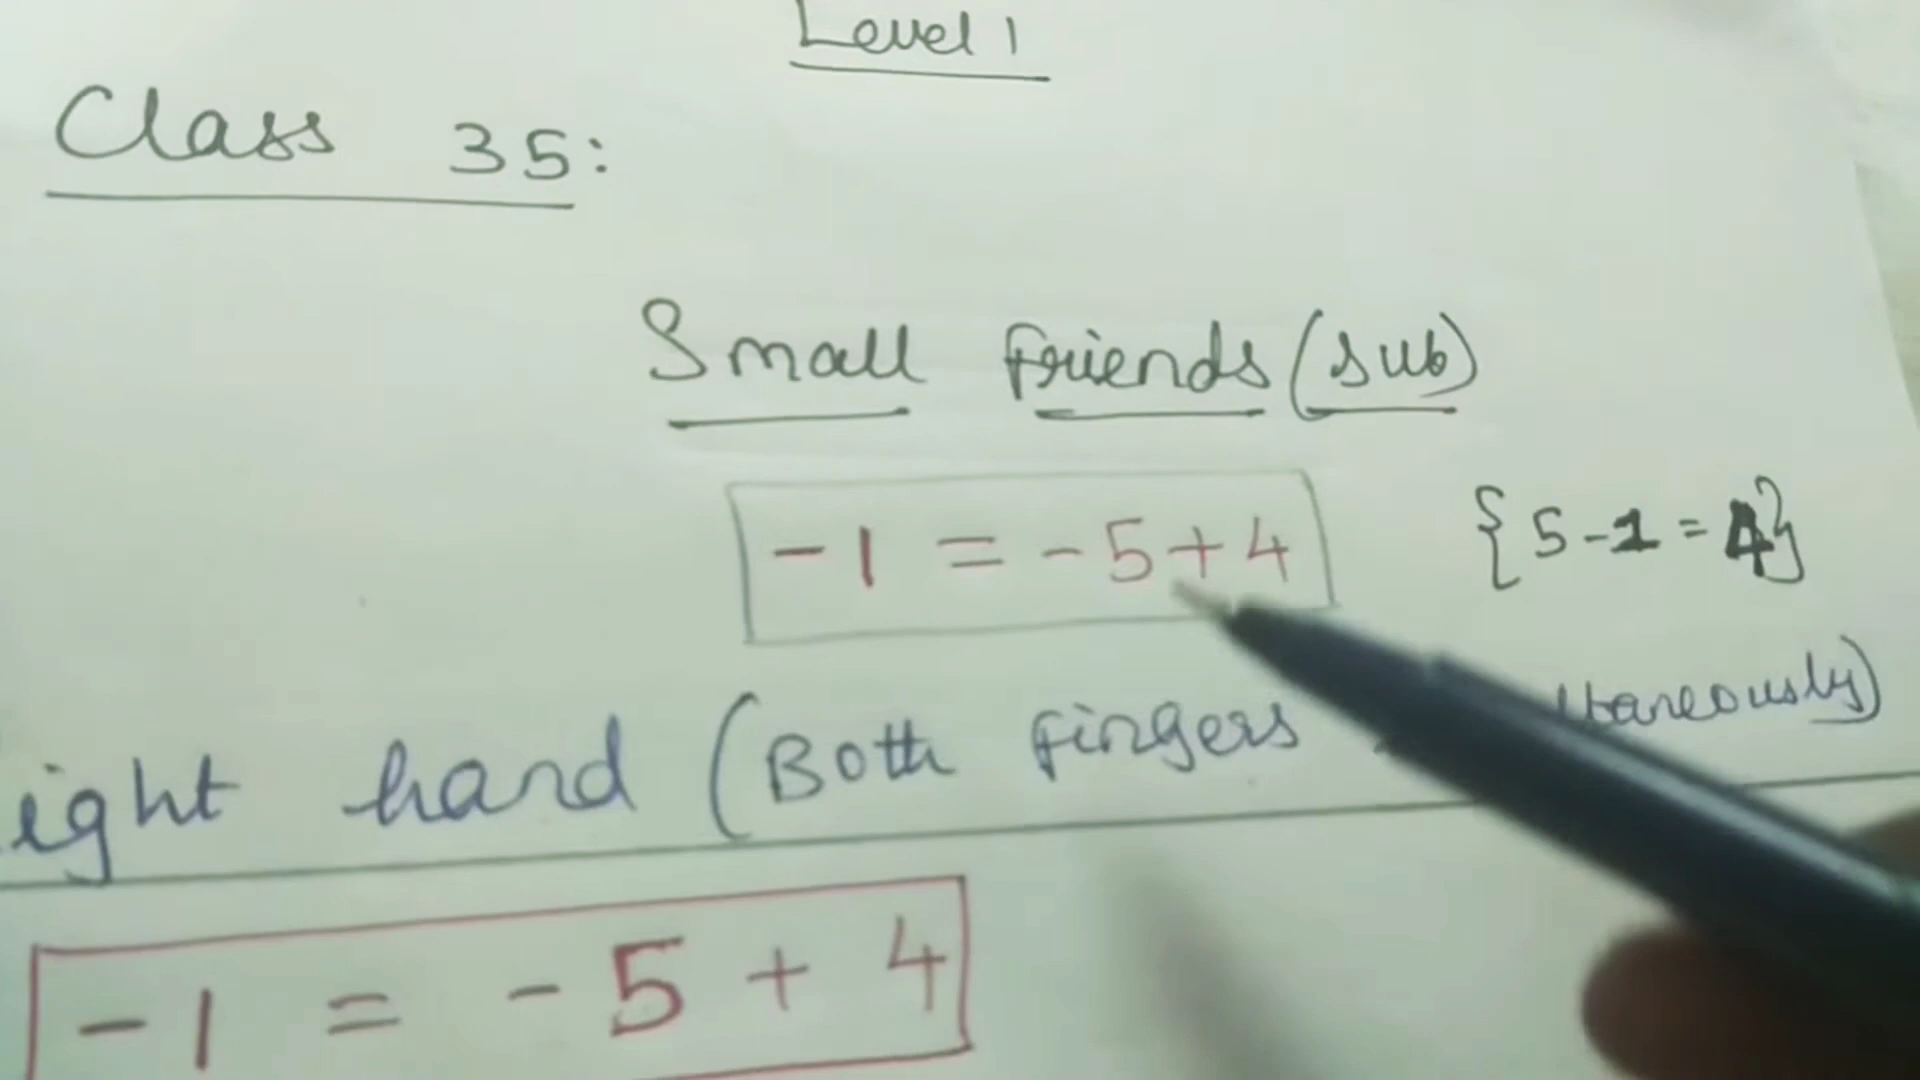 Level 1
Class 35:
Small Friends (sub)
-1 = -5+4 {5-1=4}
hand (Both fingers
-1 = -5 + 4